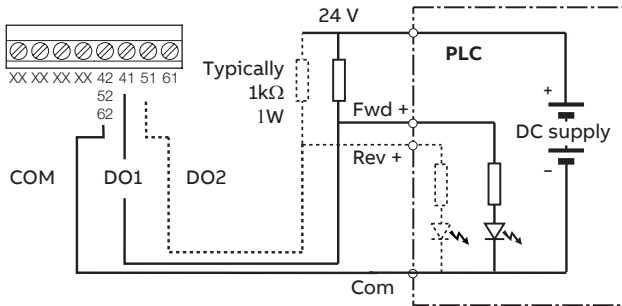 24 V
PLC
XX XX XX XX 42 41 51 61
52
62
Typically
1kΩ
1W
Fwd +
+
DC supply
–
Rev +
COM
DO1
DO2
Com